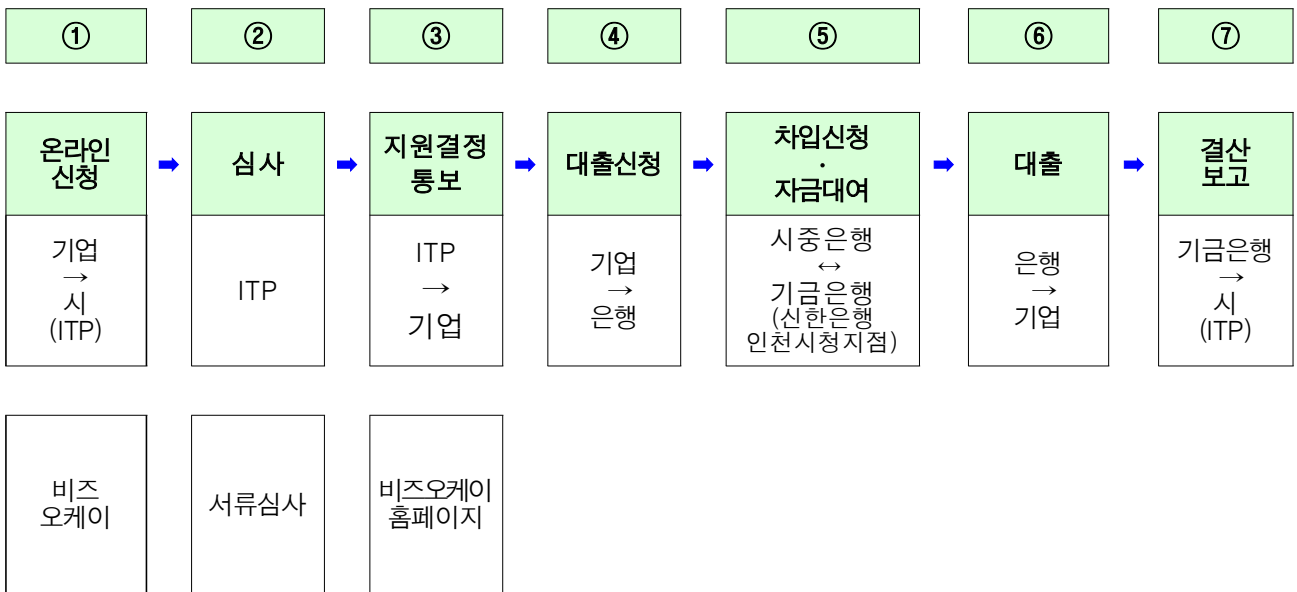 ①
②
③
④
⑤
⑥
⑦
온라인
신청
➡
심사
➡
지원결정
통보
➡
대출신청
➡
차입신청
·
자금대여
➡
대출
➡
결산
보고
기업
→
시
(ITP)
ITP
ITP
→
기업
기업
→
은행
시중은행
↔
기금은행
(신한은행
인천시청지점)
은행
→
기업
기금은행
→
시
(ITP)
비즈
오케이
서류심사
비즈오케이
홈페이지